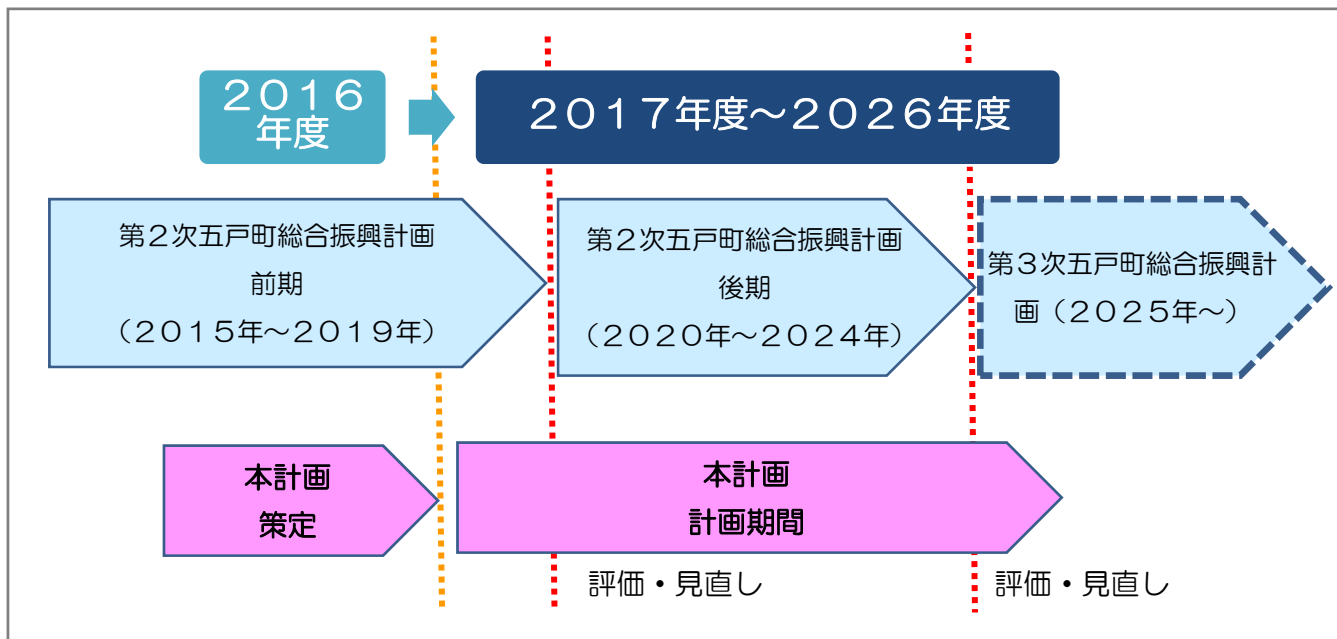 ２０１６
年度
２０１７年度～２０２６年度
第２次五戸町総合振興計画
前期
（２０１５年～２０１９年）
第２次五戸町総合振興計画
後期
（２０２０年～２０２４年）
第３次五戸町総合振興計
画（２０２５年～）
本計画
策定
本計画
計画期間
評価・見直し
評価・見直し